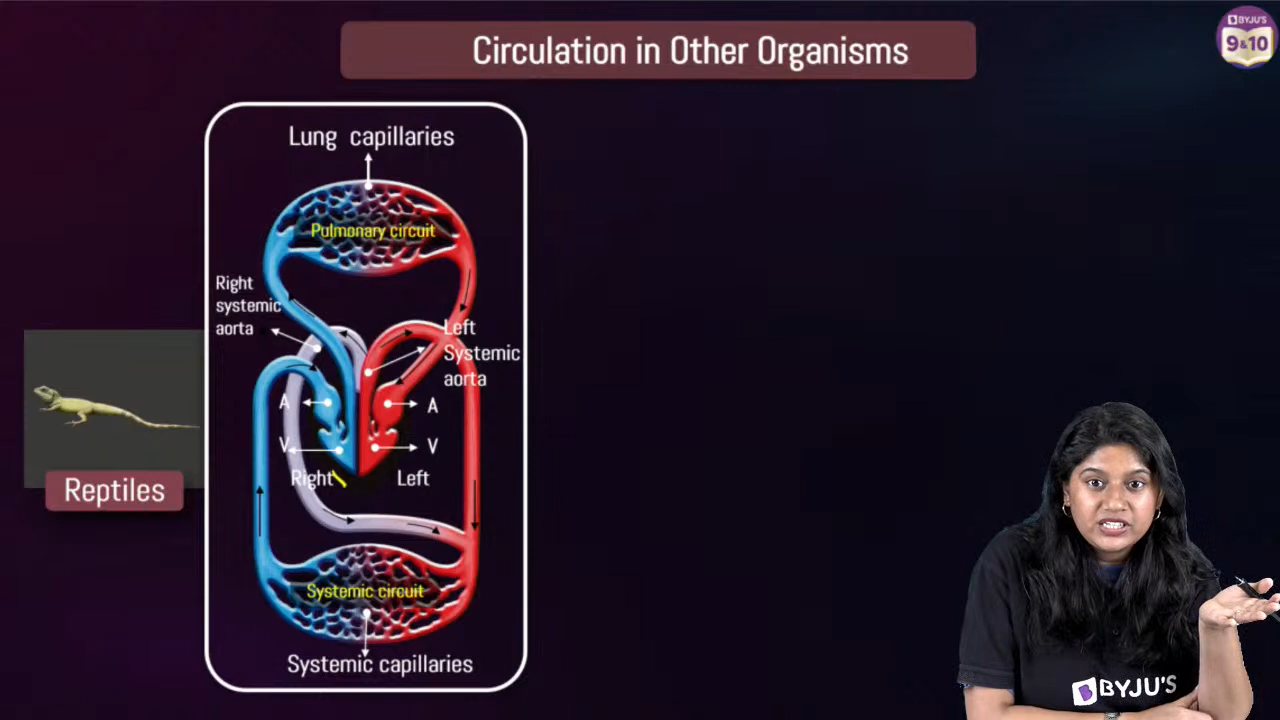 Circulation in Other Organisms
BYJU'S
9&10
Lung capillaries
Pulmonary circuit
Right
systemic
aorta
Left
Systemic
aorta
A
A
V
V
Right
Left
Reptiles
Systemic circuit
Systemic capillaries
BYJU'S